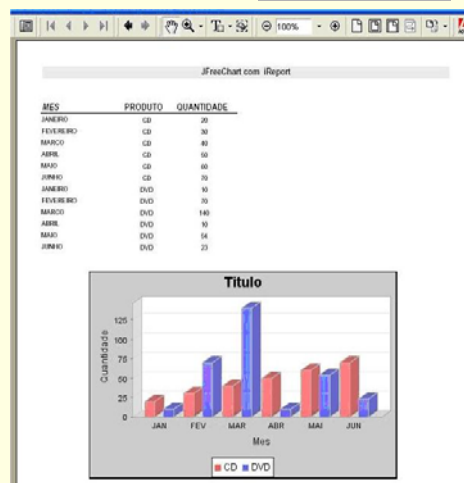 100%
JFreeChart com iReport
MES PRODUTO QUANTIDADE
JANEIRO CD 20
FEVEREIRO CD 30
MARCO CD 40
ABRIL CD 50
MAIO CD 60
JUNHO CD 70
JANEIRO DVD 10
FEVEREIRO DVD 70
MARCO DVD 140
ABRIL DVD 10
MAIO DVD 54
JUNHO DVD 23
Titulo
Quantidade
125
100
75
50
25
0
JAN FEV MAR ABR MAI JUN
Mes
CD DVD